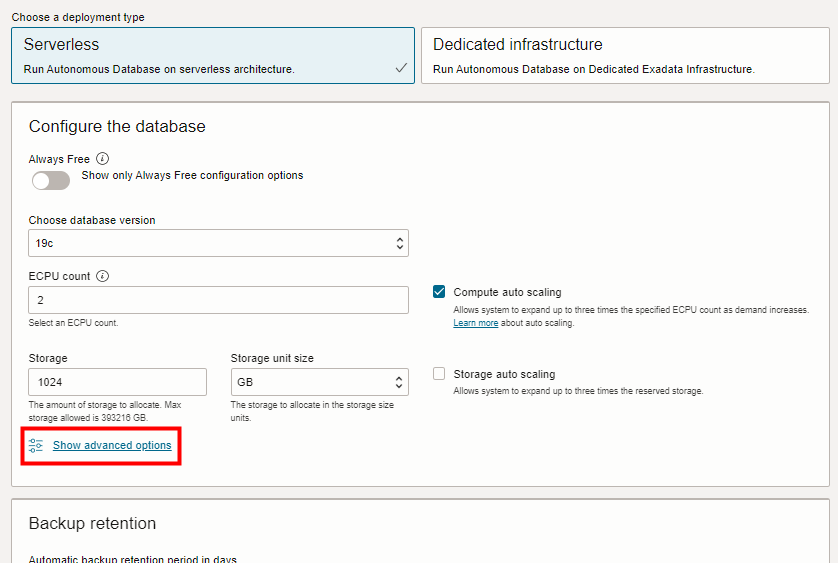 Choose a deployment type
Serverless
Run Autonomous Database on serverless architecture.
Dedicated infrastructure
Run Autonomous Database on Dedicated Exadata Infrastructure.
Configure the database
Always Free
Show only Always Free configuration options
Choose database version
19c
ECPU count
2
Select an ECPU count.
Compute auto scaling
Allows system to expand up to three times the specified ECPU count as demand increases.
Learn more about auto scaling.
Storage
1024
The amount of storage to allocate. Max
storage allowed is 393216 GB.
Storage unit size
GB
The storage to allocate in the storage size
units.
Storage auto scaling
Allows system to expand up to three times the reserved storage.
Show advanced options
Backup retention
Automatic backup retention period in days